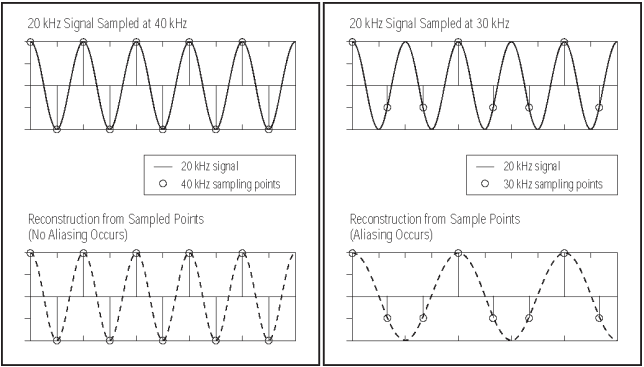 20 kHz Signal Sampled at 40 kHz
20 kHz signal
40 kHz sampling points
Reconstruction from Sampled Points
(No Aliasing Occurs)
20 kHz Signal Sampled at 30 kHz
20 kHz signal
30 kHz sampling points
Reconstruction from Sample Points
(Aliasing Occurs)